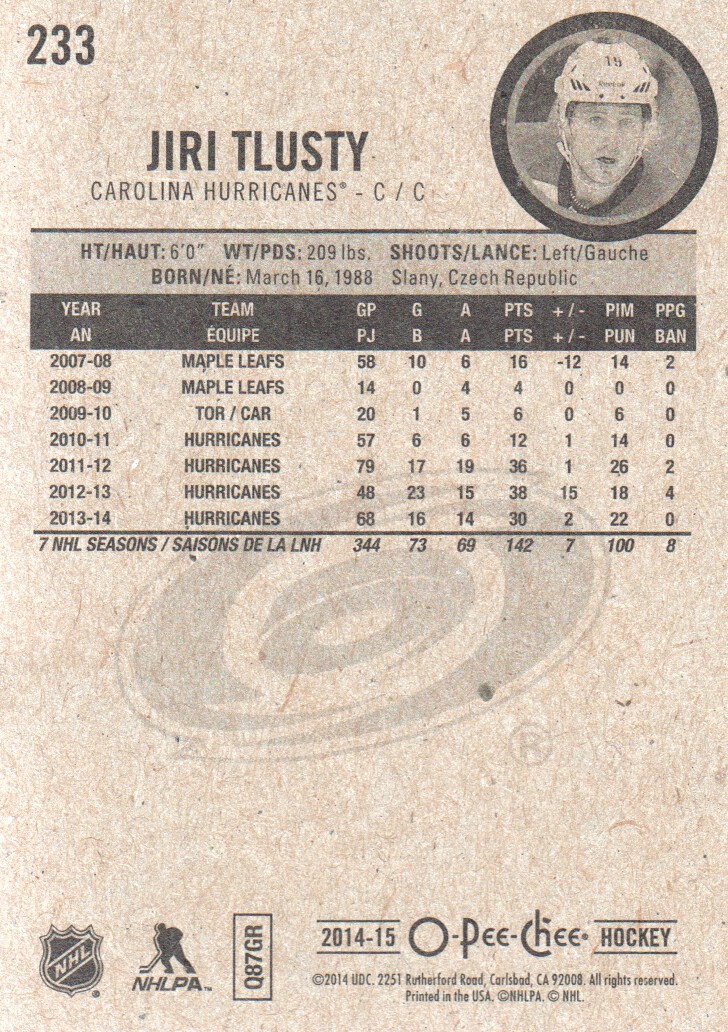 233
19
Reebok
JIRI TLUSTY
CAROLINA HURRICANES® - C / C
HT/HAUT: 6'0" WT/PDS: 209 lbs. SHOOTS/LANCE: Left/Gauche
BORN/NÉ: March 16, 1988 Slany, Czech Republic
YEAR TEAM GP G A PTS +/- PIM PPG
AN ÉQUIPE PJ B A PTS +/- PUN BAN
2007-08 MAPLE LEAFS 58 10 6 16 -12 14 2
2008-09 MAPLE LEAFS 14 0 4 4 0 0 0
2009-10 TOR / CAR 20 1 5 6 0 6 0
2010-11 HURRICANES 57 6 6 12 1 14 0
2011-12 HURRICANES 79 17 19 36 1 26 2
2012-13 HURRICANES 48 23 15 38 15 18 4
2013-14 HURRICANES 68 16 14 30 2 22 0
7 NHL SEASONS / SAISONS DE LA LNH 344 73 69 142 7 100 8
®
NHL ®
NHLPA™
Q87GR
2014-15 O-PEE-CHEE® HOCKEY
©2014 UDC. 2251 Rutherford Road, Carlsbad, CA 92008. All rights reserved.
Printed in the USA. ©NHLPA. © NHL.